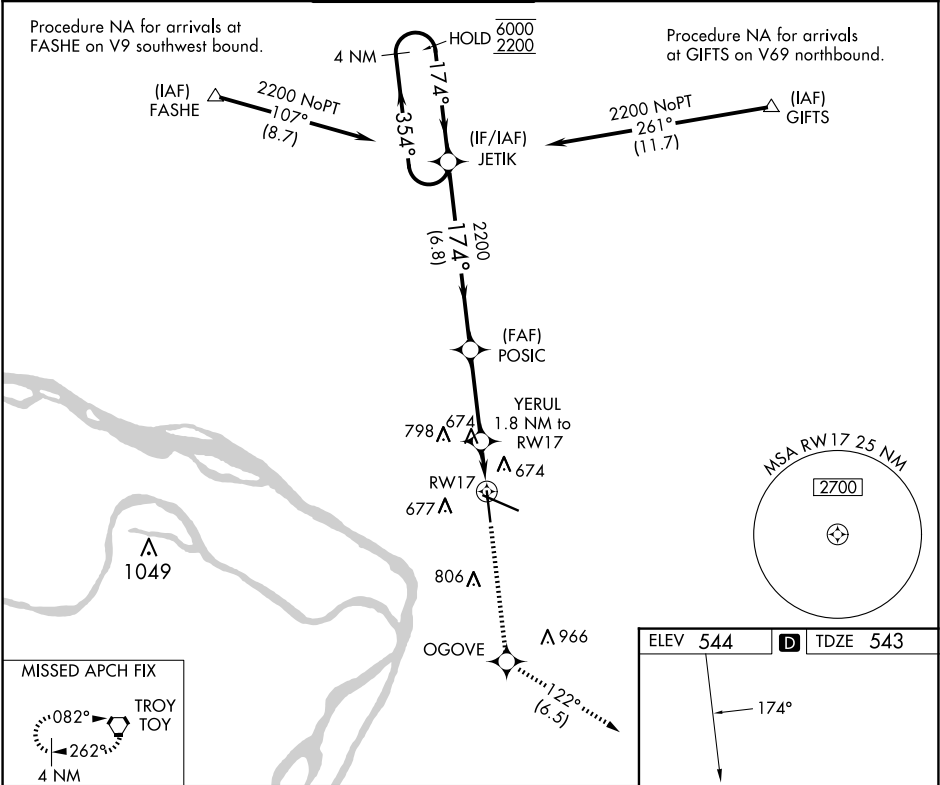 Procedure NA for arrivals at
FASHE on V9 southwest bound.
4 NM
HOLD 6000
2200
Procedure NA for arrivals
at GIFTS on V69 northbound.
(IAF)
FASHE
2200 NoPT
107°
(8.7)
174°
354°
(IF/IAF)
JETIK
2200 NoPT
261°
(11.7)
(IAF)
GIFTS
2200
174°
(6.8)
(FAF)
POSIC
YERUL
1.8 NM to
RW17
798
674
674
RW17
677
MSA RW17 25 NM
2700
1049
806
OGOVE
966
122°
(6.5)
MISSED APCH FIX
082°
TROY
TOY
262°
4 NM
ELEV 544 D TDZE 543
174°